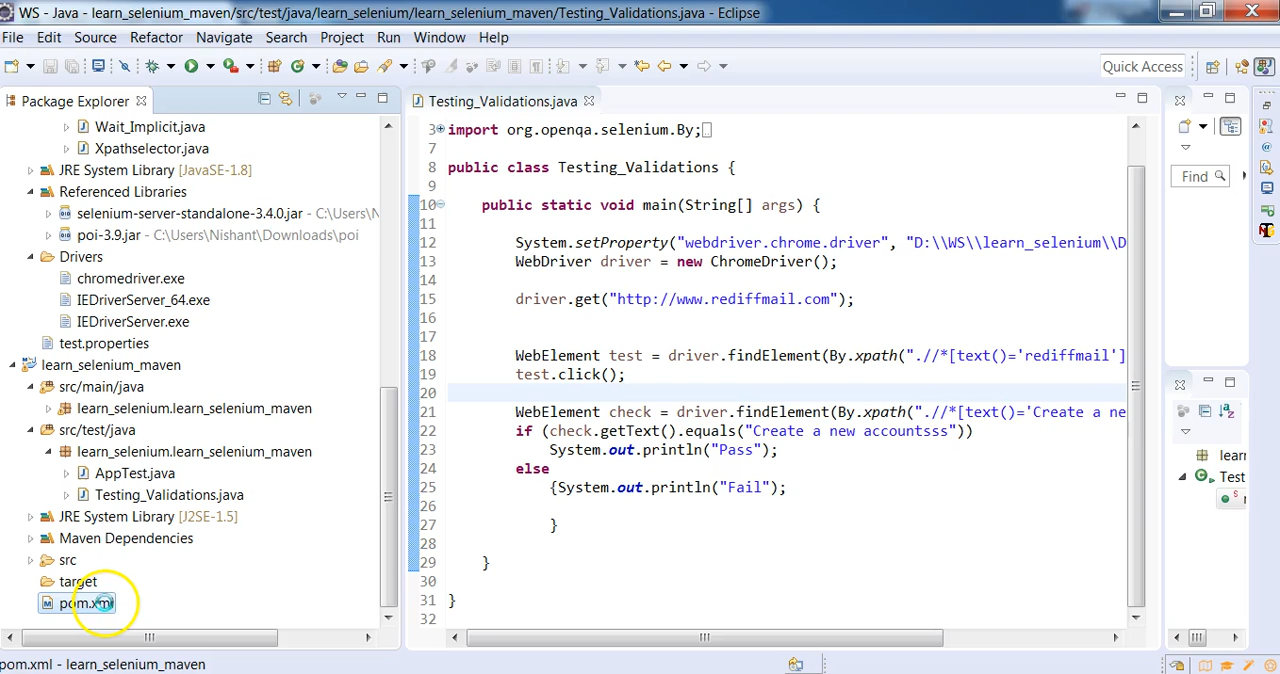 WS - Java - learn_selenium_maven/src/test/java/learn_selenium/learn_selenium_maven/Testing_Validations.java - Eclipse
File Edit Source Refactor Navigate Search Project Run Window Help
Quick Access
Package Explorer
Wait_Implicit.java
Xpathselector.java
JRE System Library [JavaSE-1.8]
Referenced Libraries
selenium-server-standalone-3.4.0.jar - C:\Users\N
poi-3.9.jar - C:\Users\Nishant\Downloads\poi
Drivers
chromedriver.exe
IEDriverServer_64.exe
IEDriverServer.exe
test.properties
learn_selenium_maven
src/main/java
learn_selenium.learn_selenium_maven
src/test/java
learn_selenium.learn_selenium_maven
AppTest.java
Testing_Validations.java
JRE System Library [J2SE-1.5]
Maven Dependencies
src
target
pom.xml
Testing_Validations.java
3 import org.openqa.selenium.By;
7
8 public class Testing_Validations {
9
10 public static void main(String[] args) {
11
12 System.setProperty("webdriver.chrome.driver", "D:\\WS\\learn_selenium\\D
13 WebDriver driver = new ChromeDriver();
14
15 driver.get("http://www.rediffmail.com");
16
17
18 WebElement test = driver.findElement(By.xpath(".//*[text()='rediffmail']
19 test.click();
20
21 WebElement check = driver.findElement(By.xpath(".//*[text()='Create a ne
22 if (check.getText().equals("Create a new accountsss"))
23 System.out.println("Pass");
24 else
25 {System.out.println("Fail");
26
27 }
28
29 }
30
31 }
32
Find
learn
Test
pom.xml - learn_selenium_maven